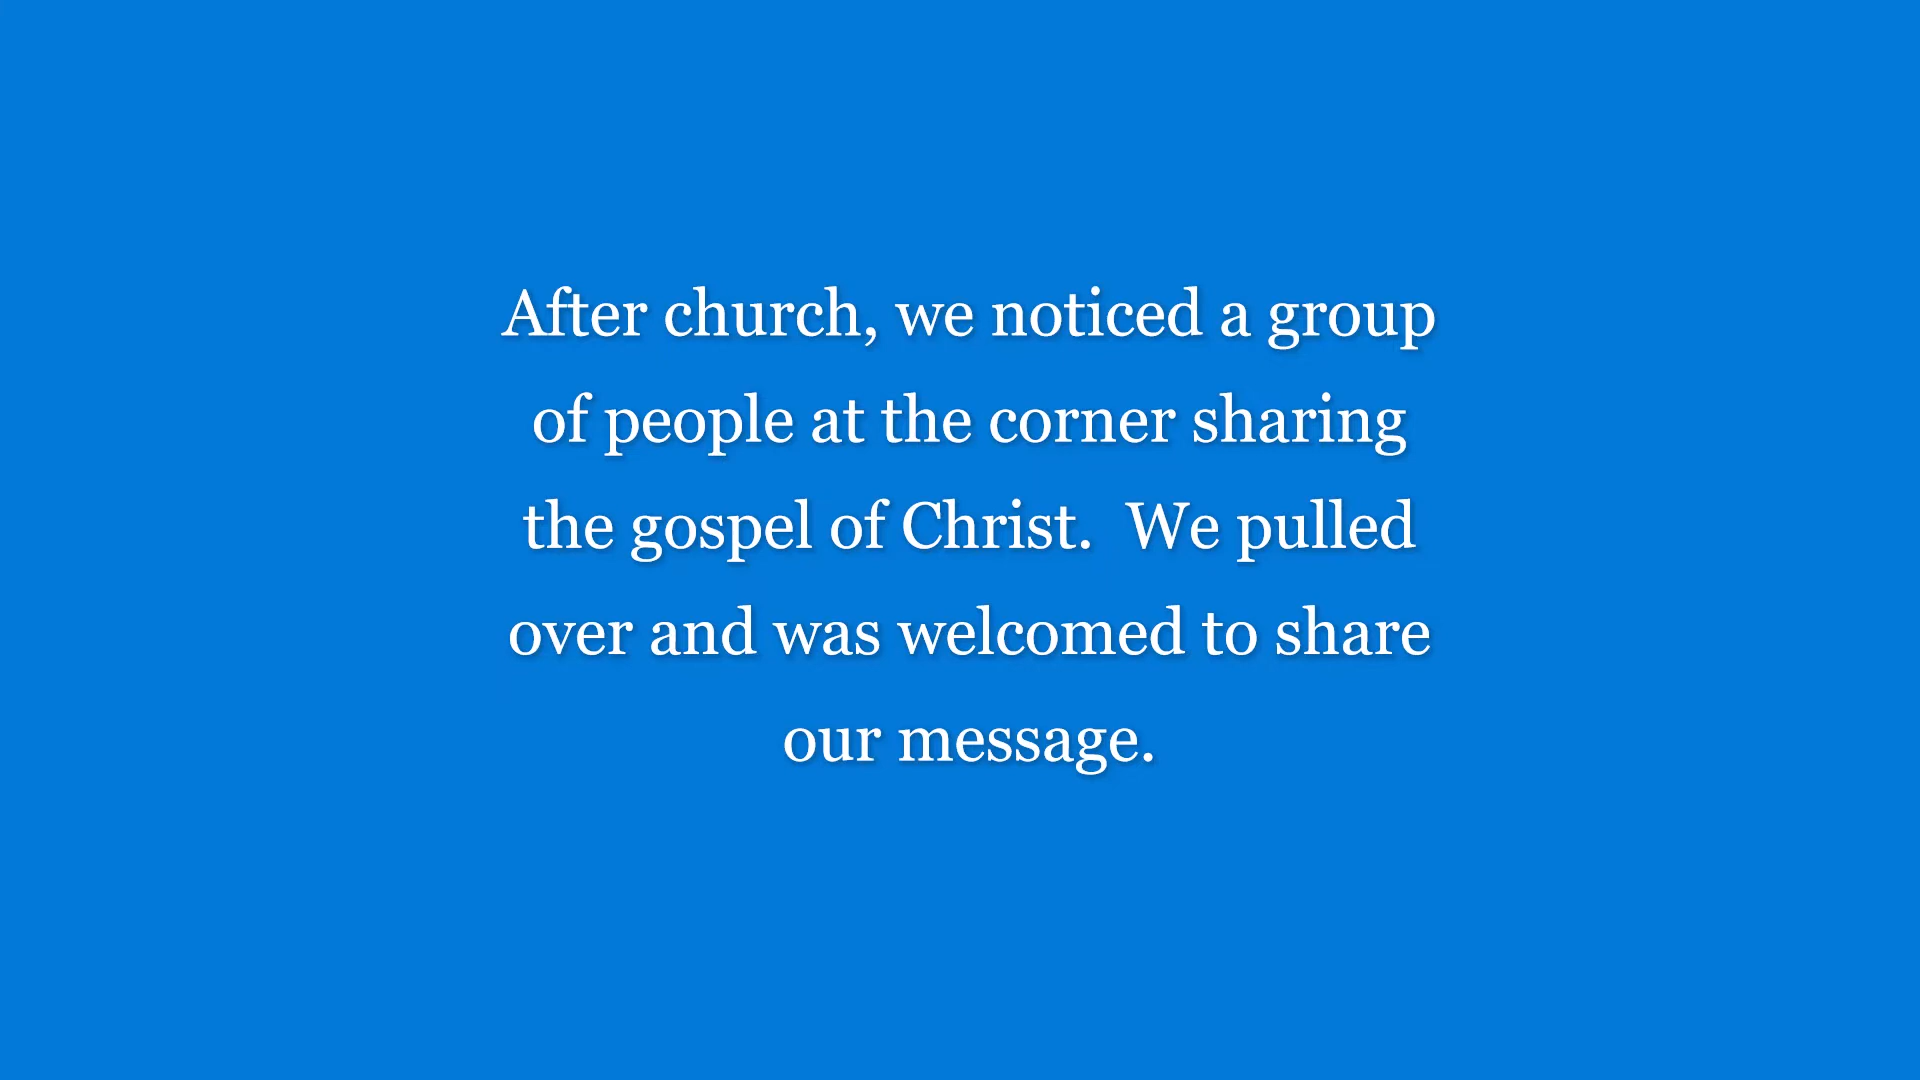 After church, we noticed a group
of people at the corner sharing
the gospel of Christ.  We pulled
over and was welcomed to share
our message.